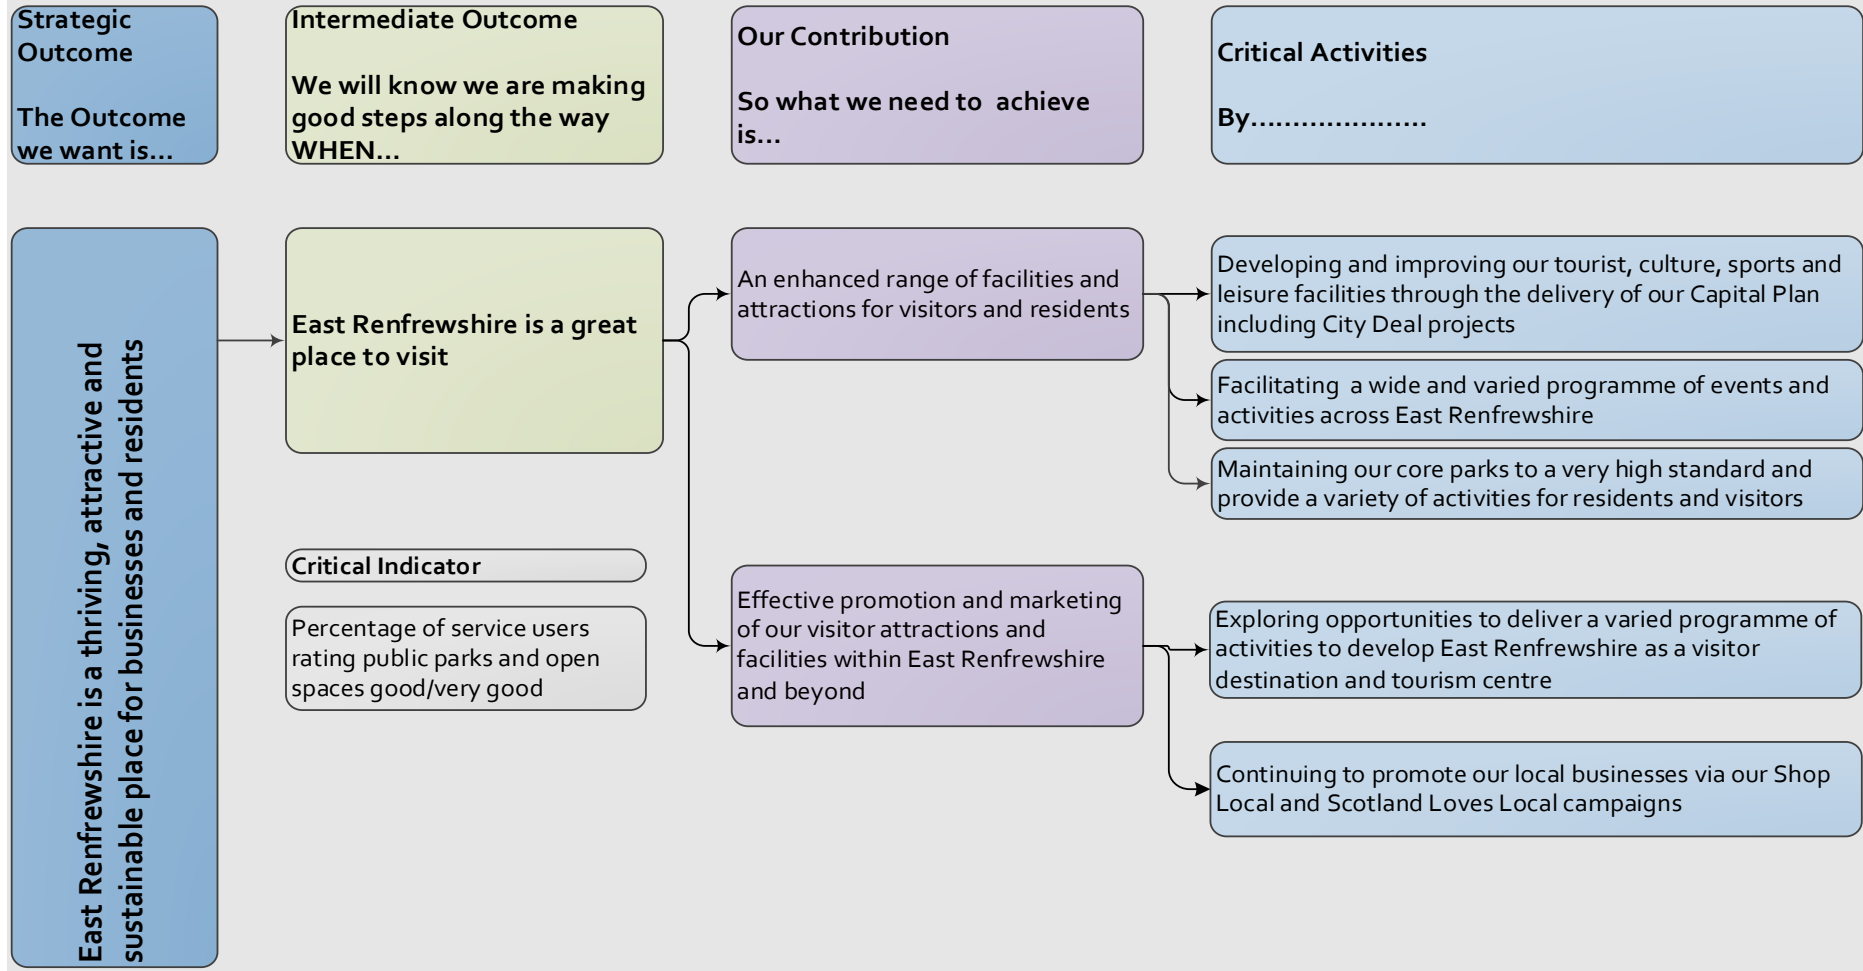 Strategic
Outcome
The Outcome
we want is...
Intermediate Outcome
We will know we are making
good steps along the way
WHEN...
Our Contribution
So what we need to  achieve
is...
Critical Activities
By.....................
East Renfrewshire is a thriving, attractive and
sustainable place for businesses and residents
East Renfrewshire is a great
place to visit
Critical Indicator
Percentage of service users
rating public parks and open
spaces good/very good
An enhanced range of facilities and
attractions for visitors and residents
Effective promotion and marketing
of our visitor attractions and
facilities within East Renfrewshire
and beyond
Developing and improving our tourist, culture, sports and
leisure facilities through the delivery of our Capital Plan
including City Deal projects
Facilitating  a wide and varied programme of events and
activities across East Renfrewshire
Maintaining our core parks to a very high standard and
provide a variety of activities for residents and visitors
Exploring opportunities to deliver a varied programme of
activities to develop East Renfrewshire as a visitor
destination and tourism centre
Continuing to promote our local businesses via our Shop
Local and Scotland Loves Local campaigns